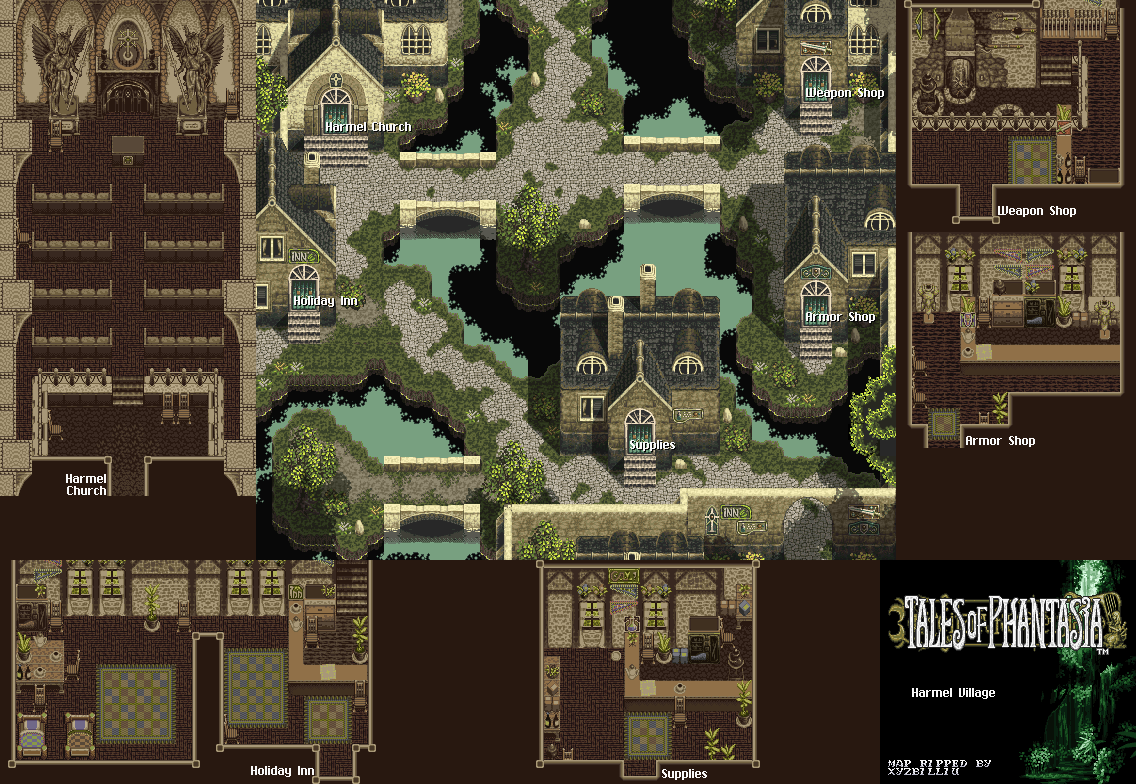 Harmel Church
Weapon Shop
Weapon Shop
INN
Holiday Inn
Armor Shop
Supplies
Armor Shop
Harmel
Church
INN
Holiday Inn
Supplies
TALES OF PHANTASIA
TM
Harmel Village
MAP RIPPED BY
XYZBILLIU